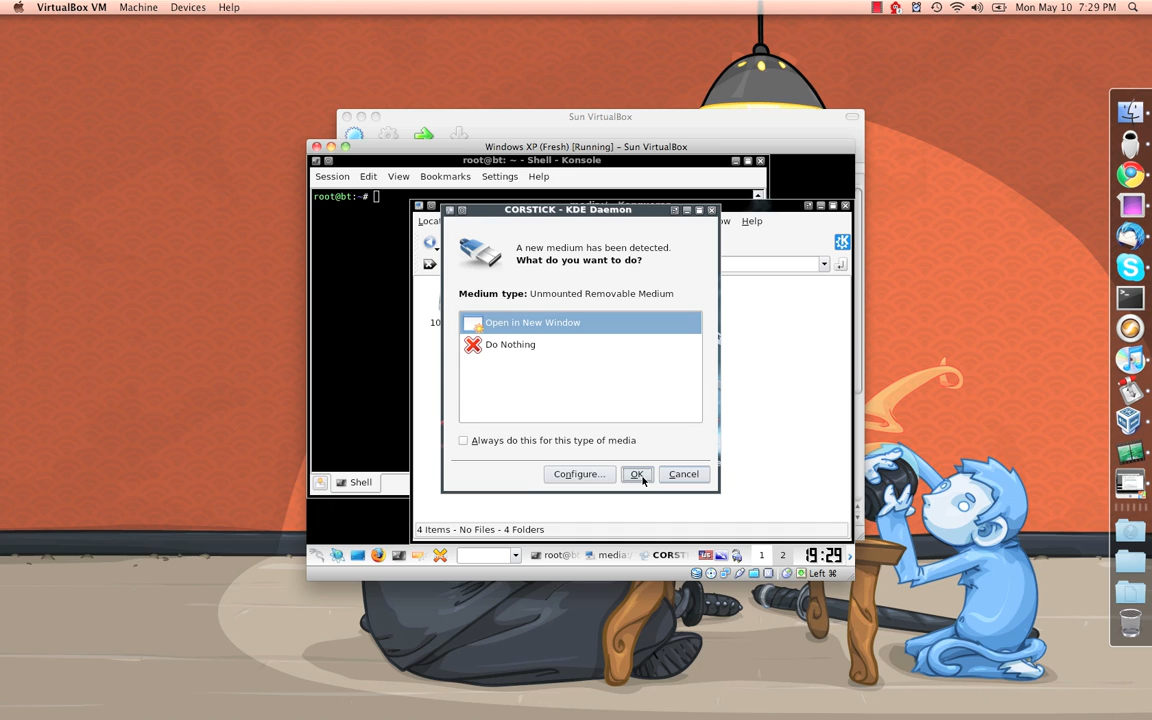 VirtualBox VM Machine Devices Help Mon May 10 7:29 PM
Sun VirtualBox
Windows XP (Fresh) [Running] – Sun VirtualBox
root@bt: ~ - Shell - Konsole
Session Edit View Bookmarks Settings Help
root@bt:~#
Loca
ow Help
CORSTICK - KDE Daemon
A new medium has been detected.
What do you want to do?
Medium type: Unmounted Removable Medium
10
Open in New Window
Do Nothing
Always do this for this type of media
Configure... OK Cancel
Shell
4 Items - No Files - 4 Folders
root@b media: CORST US 1 2 19:29
Left ⌘